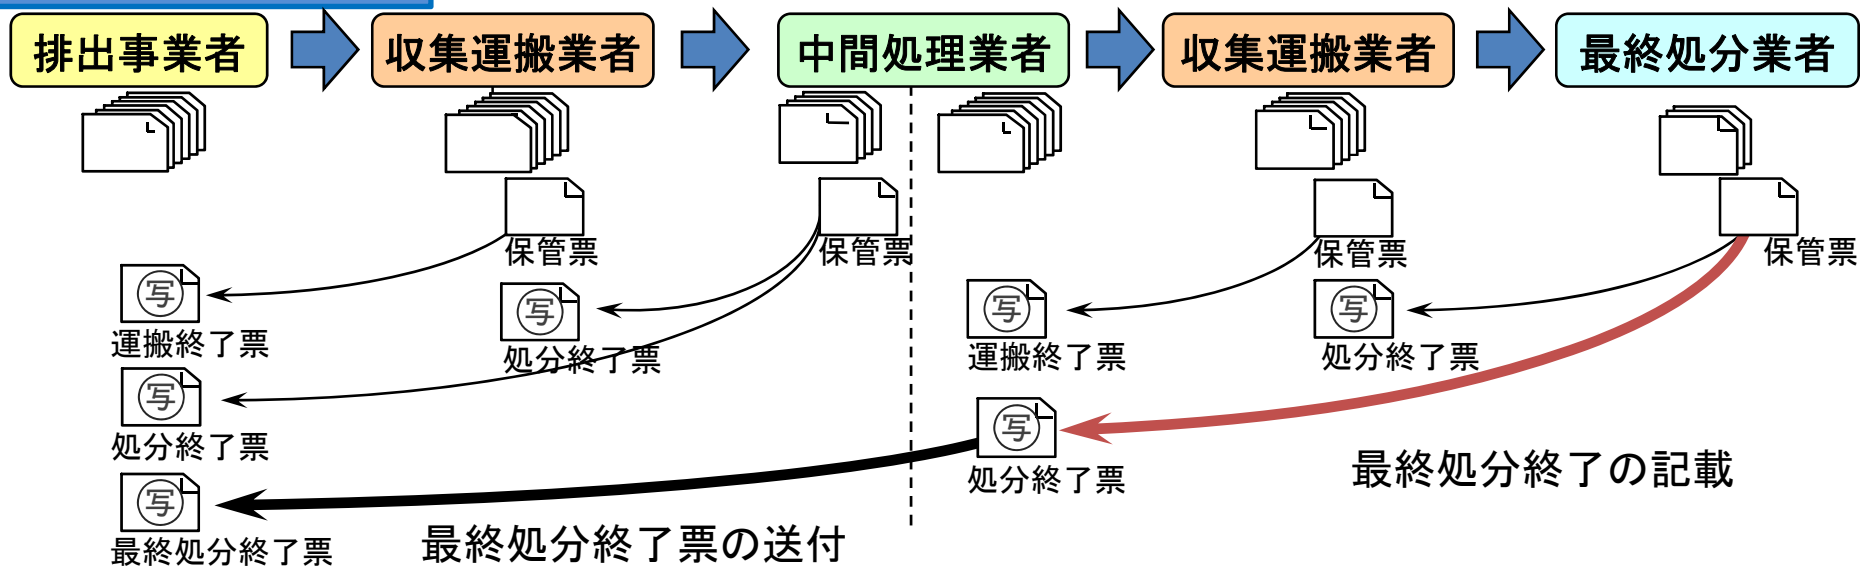 排出事業者
収集運搬業者
中間処理業者
収集運搬業者
最終処分業者
保管票
保管票
保管票
保管票
写
運搬終了票
写
処分終了票
写
運搬終了票
写
処分終了票
写
処分終了票
写
処分終了票
最終処分終了の記載
写
最終処分終了票
最終処分終了票の送付